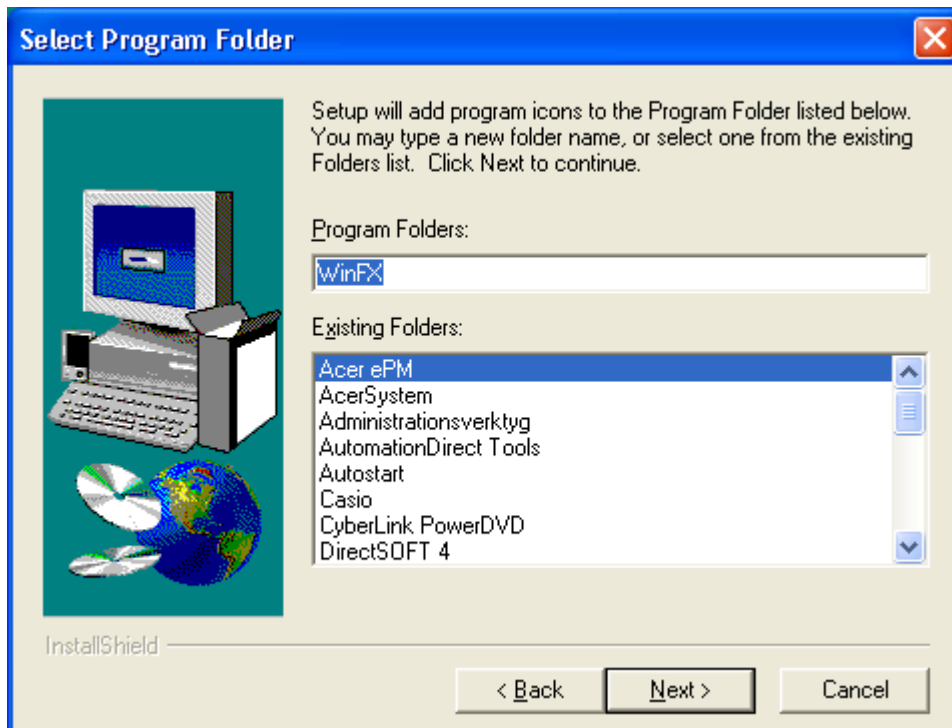 Select Program Folder
Setup will add program icons to the Program Folder listed below.
You may type a new folder name, or select one from the existing
Folders list.  Click Next to continue.
Program Folders:
WinFX
Existing Folders:
Acer ePM
AcerSystem
Administrationsverktyg
AutomationDirect Tools
Autostart
Casio
CyberLink PowerDVD
DirectSOFT 4
InstallShield
< Back
Next >
Cancel